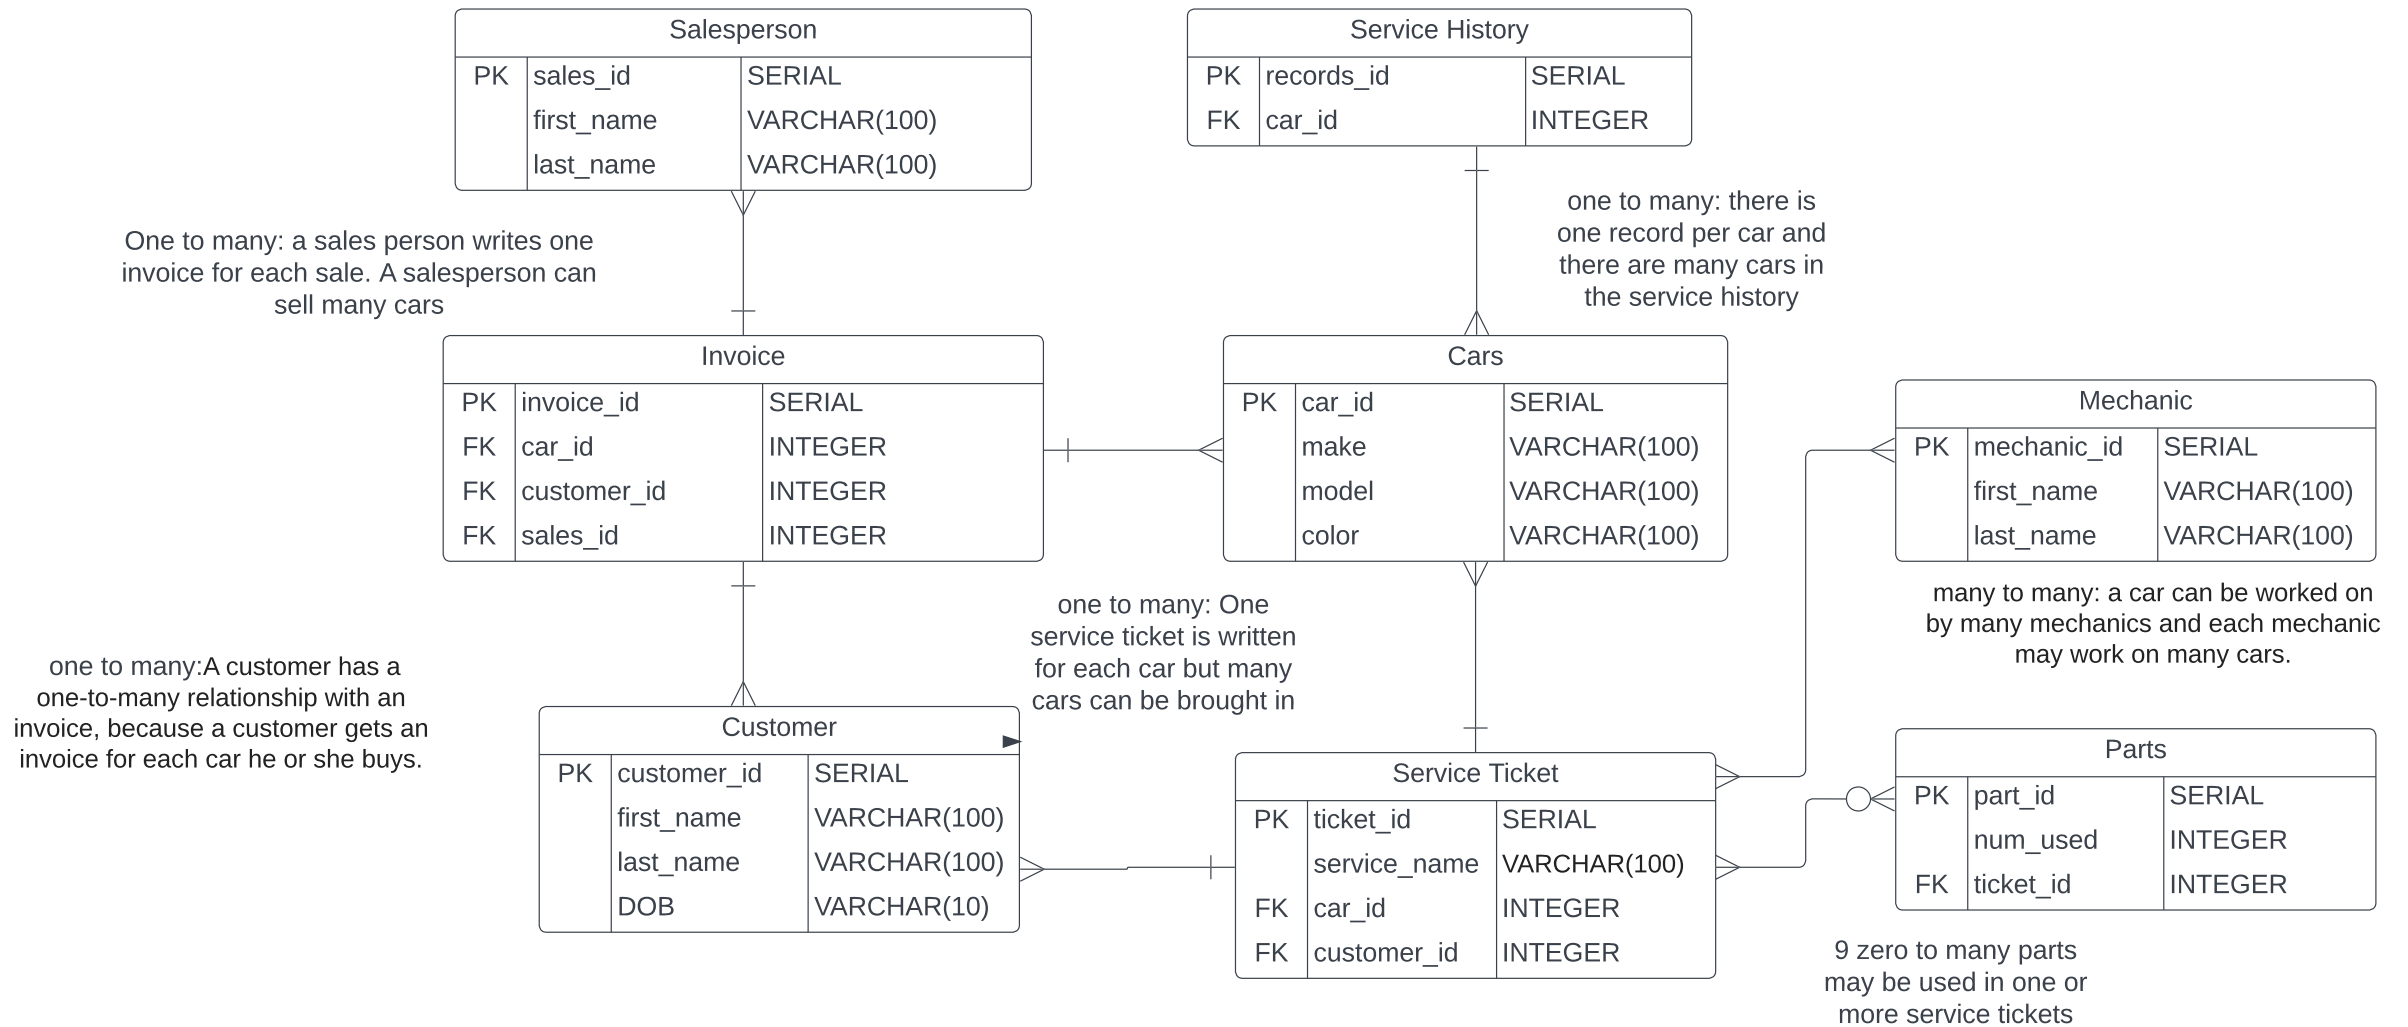 Salesperson
PK sales_id SERIAL
first_name VARCHAR(100)
last_name VARCHAR(100)
Service History
PK records_id SERIAL
FK car_id INTEGER
One to many: a sales person writes one
invoice for each sale. A salesperson can
sell many cars
one to many: there is
one record per car and
there are many cars in
the service history
Invoice
PK invoice_id SERIAL
FK car_id INTEGER
FK customer_id INTEGER
FK sales_id INTEGER
Cars
PK car_id SERIAL
make VARCHAR(100)
model VARCHAR(100)
color VARCHAR(100)
Mechanic
PK mechanic_id SERIAL
first_name VARCHAR(100)
last_name VARCHAR(100)
many to many: a car can be worked on
by many mechanics and each mechanic
may work on many cars.
one to many: One
service ticket is written
for each car but many
cars can be brought in
one to many:A customer has a
one-to-many relationship with an
invoice, because a customer gets an
invoice for each car he or she buys.
Customer
PK customer_id SERIAL
first_name VARCHAR(100)
last_name VARCHAR(100)
DOB VARCHAR(10)
Service Ticket
PK ticket_id SERIAL
service_name VARCHAR(100)
FK car_id INTEGER
FK customer_id INTEGER
Parts
PK part_id SERIAL
num_used INTEGER
FK ticket_id INTEGER
9 zero to many parts
may be used in one or
more service tickets